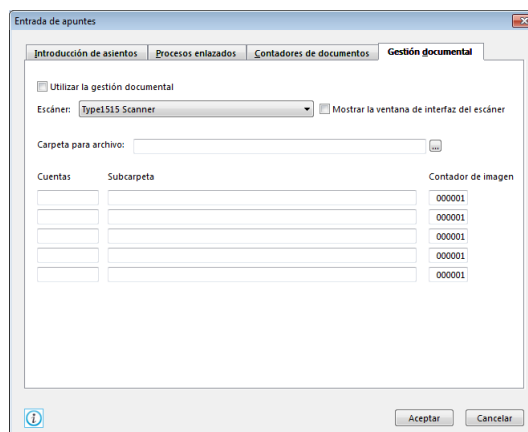 Entrada de apuntes
Introducción de asientos Procesos enlazados Contadores de documentos Gestión documental
Utilizar la gestión documental
Escáner: Type1515 Scanner Mostrar la ventana de interfaz del escáner
Carpeta para archivo: ...
Cuentas Subcarpeta Contador de imagen
000001
000001
000001
000001
000001
Aceptar Cancelar